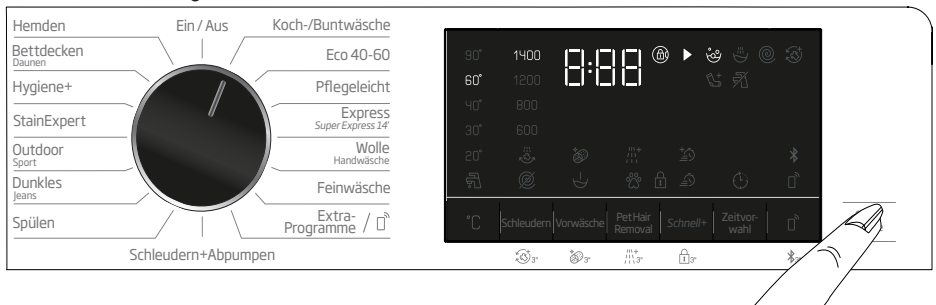 Hemden
Bettdecken
Daunen
Hygiene+
StainExpert
Outdoor
Sport
Dunkles
Jeans
Spülen
Ein / Aus
Schleudern+Abpumpen
Koch-/Buntwäsche
Eco 40-60
Pflegeleicht
Express
Super Express 14'
Wolle
Handwäsche
Feinwäsche
Extra-
Programme /
90° 1400 8:88
60° 1200
40° 800
30° 600
20°
°C
Schleudern
Vorwäsche
Pet Hair
Removal
Schnell+
Zeitvor-
wahl
3" 3" 3" 3" 3"